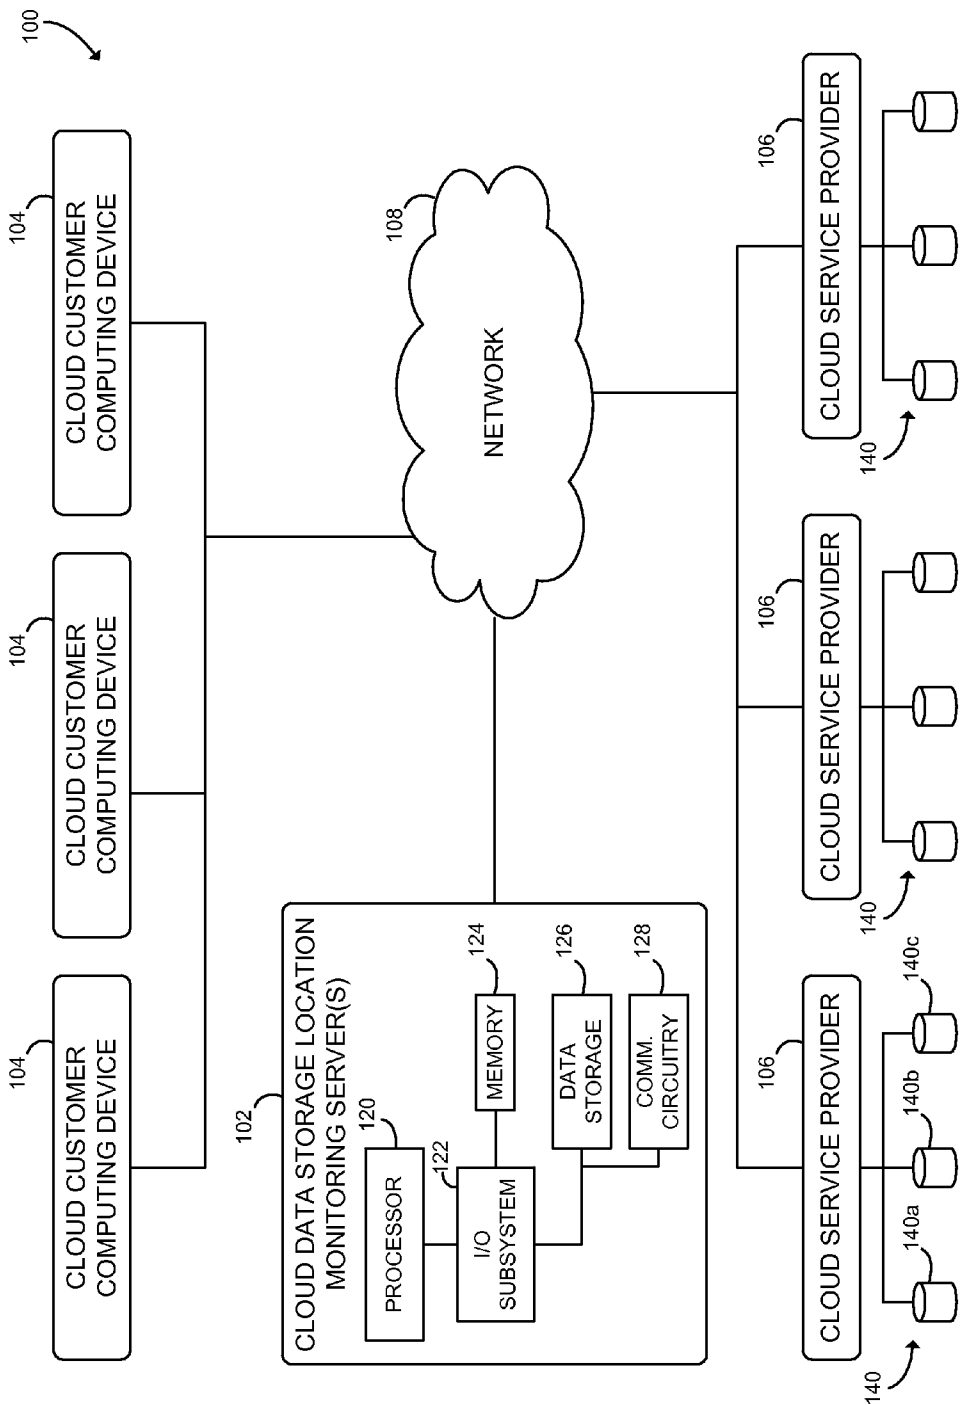 100
104
CLOUD CUSTOMER
COMPUTING DEVICE
104
CLOUD CUSTOMER
COMPUTING DEVICE
104
CLOUD CUSTOMER
COMPUTING DEVICE
102
CLOUD DATA STORAGE LOCATION
MONITORING SERVER(S)
120
PROCESSOR
122
I/O
SUBSYSTEM
124
MEMORY
126
DATA
STORAGE
128
COMM.
CIRCUITRY
108
NETWORK
106
CLOUD SERVICE PROVIDER
140
140a
140b
140c
106
CLOUD SERVICE PROVIDER
140
106
CLOUD SERVICE PROVIDER
140